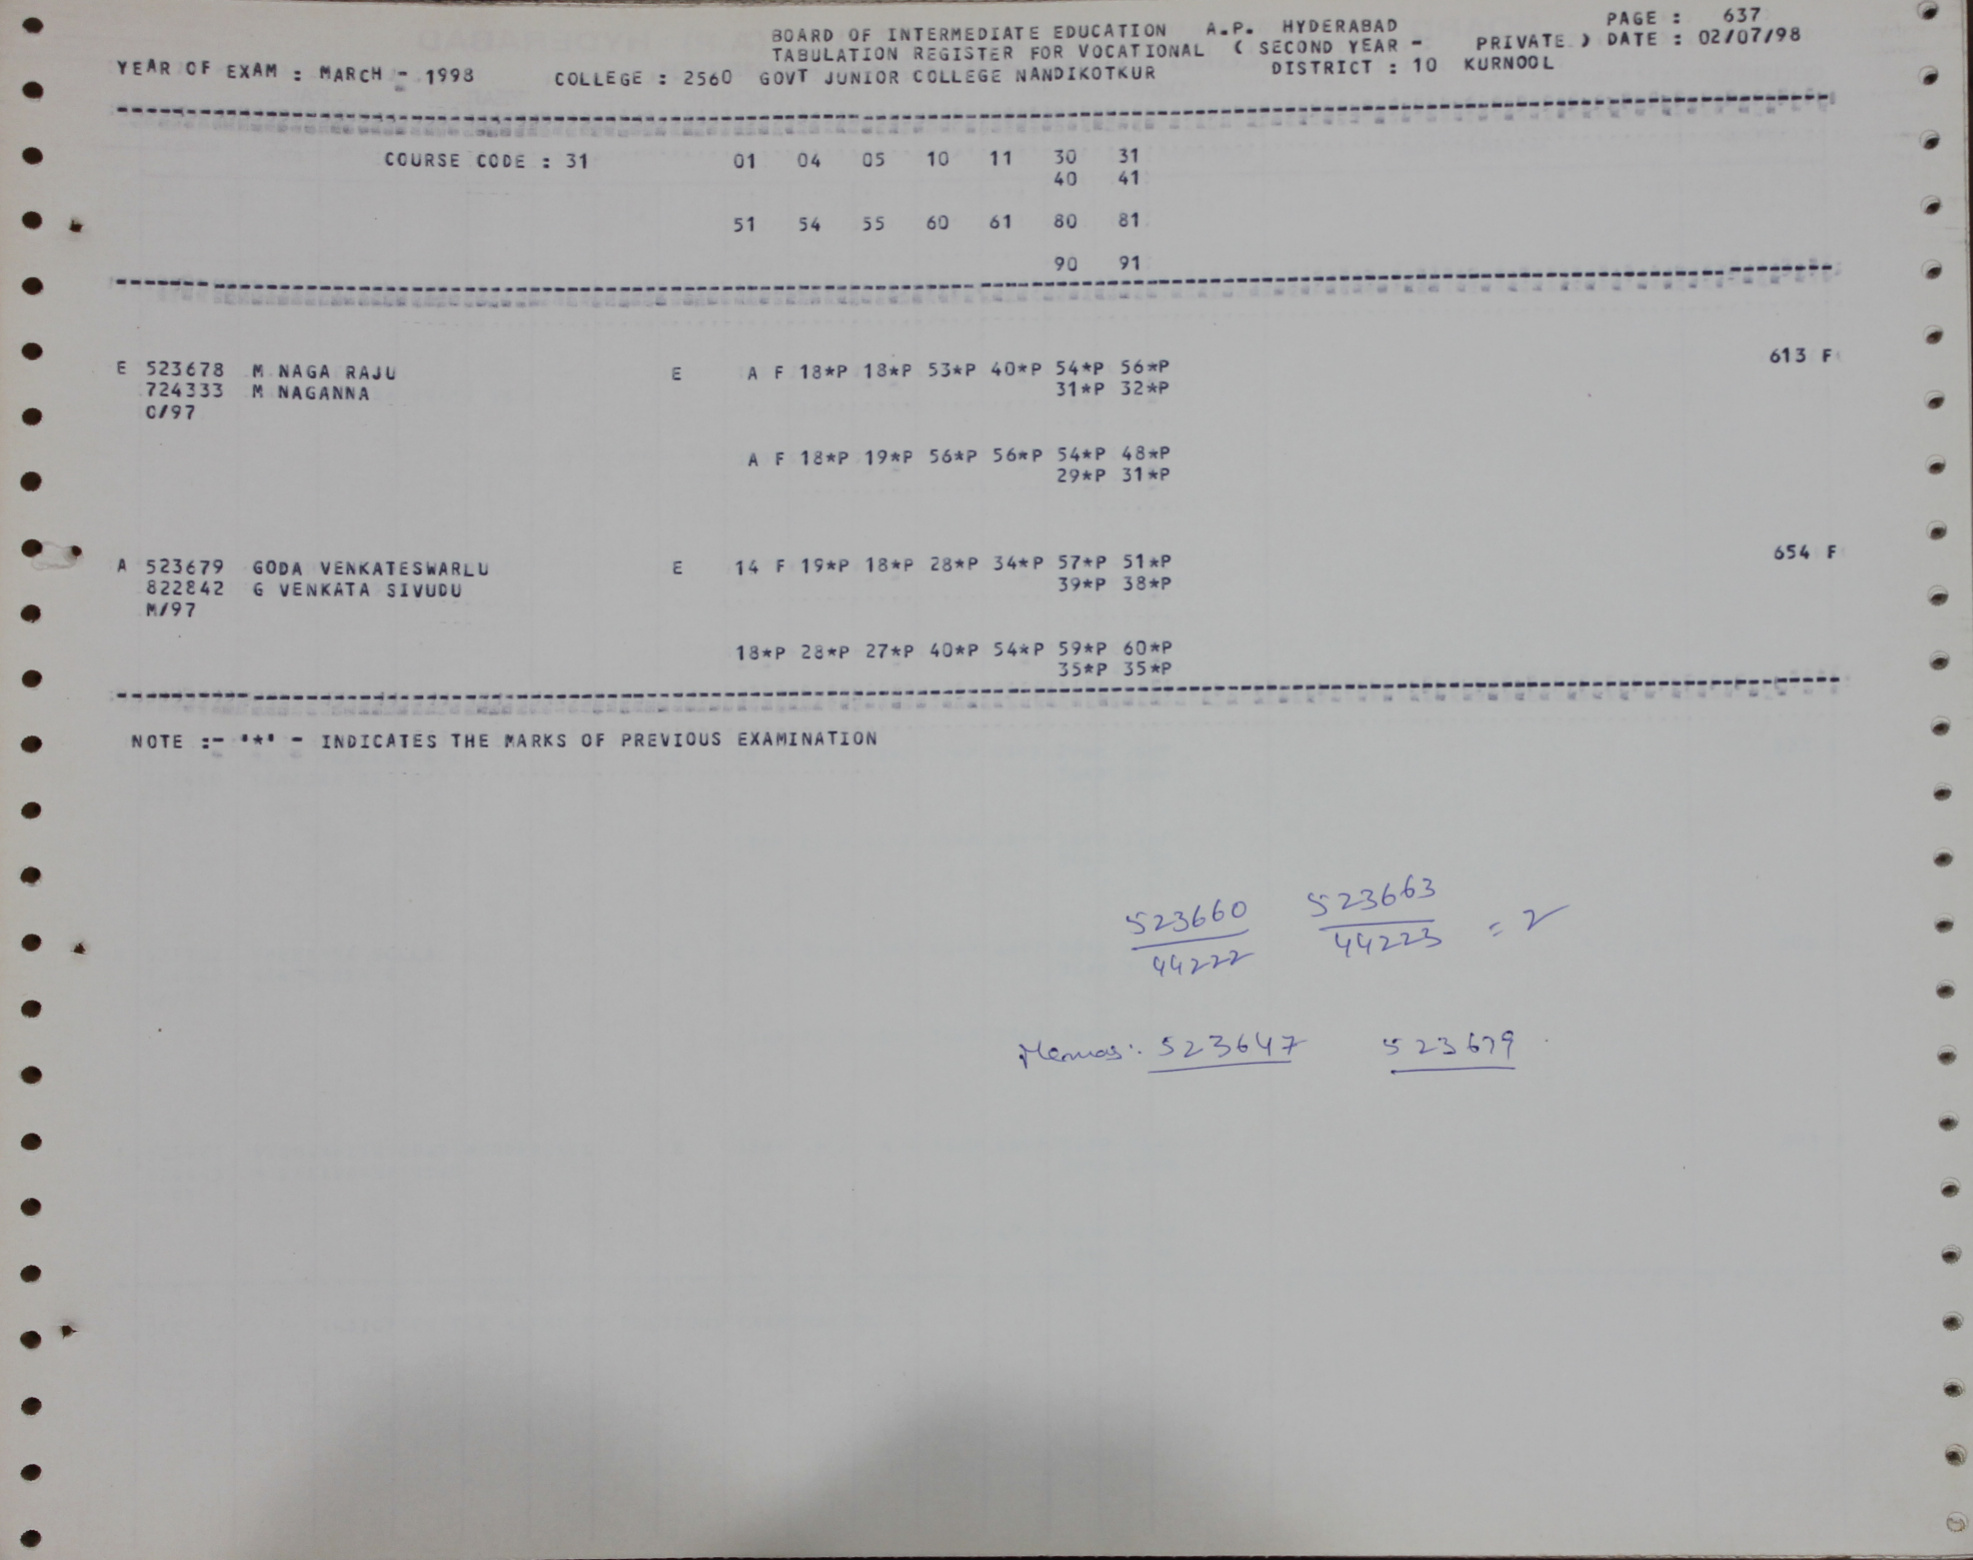 BOARD OF INTERMEDIATE EDUCATION A.P. HYDERABAD PAGE : 637
TABULATION REGISTER FOR VOCATIONAL ( SECOND YEAR - PRIVATE ) DATE : 02/07/98
YEAR OF EXAM : MARCH - 1998 COLLEGE : 2560 GOVT JUNIOR COLLEGE NANDIKOTKUR DISTRICT : 10 KURNOOL
COURSE CODE : 31 01 04 05 10 11 30 31
40 41
51 54 55 60 61 80 81
90 91
E 523678 M NAGA RAJU E A F 18*P 18*P 53*P 40*P 54*P 56*P 613 F
724333 M NAGANNA 31*P 32*P
O/97
A F 18*P 19*P 56*P 56*P 54*P 48*P
29*P 31*P
A 523679 GODA VENKATESWARLU E 14 F 19*P 18*P 28*P 34*P 57*P 51*P 654 F
822842 G VENKATA SIVUDU 39*P 38*P
M/97
18*P 28*P 27*P 40*P 54*P 59*P 60*P
35*P 35*P
NOTE :- '*' - INDICATES THE MARKS OF PREVIOUS EXAMINATION
523660 523663 = 2
44222 44223
Memos: 523647 523679